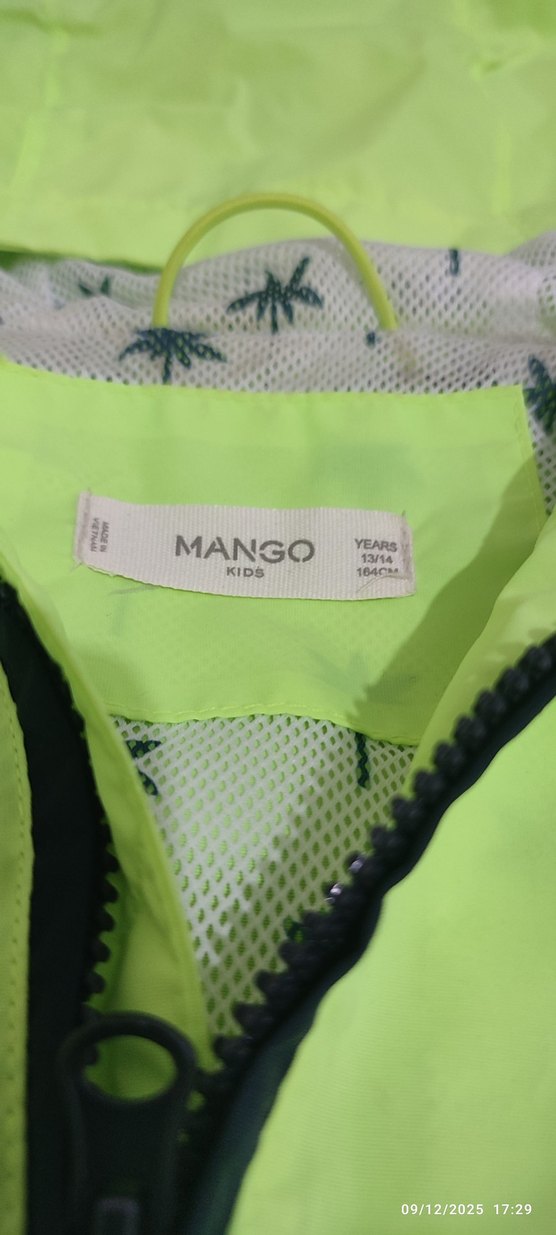 MADE IN
VIETNAM
MANGO
KIDS
YEARS
13/14
164CM
09/12/2025 17:29